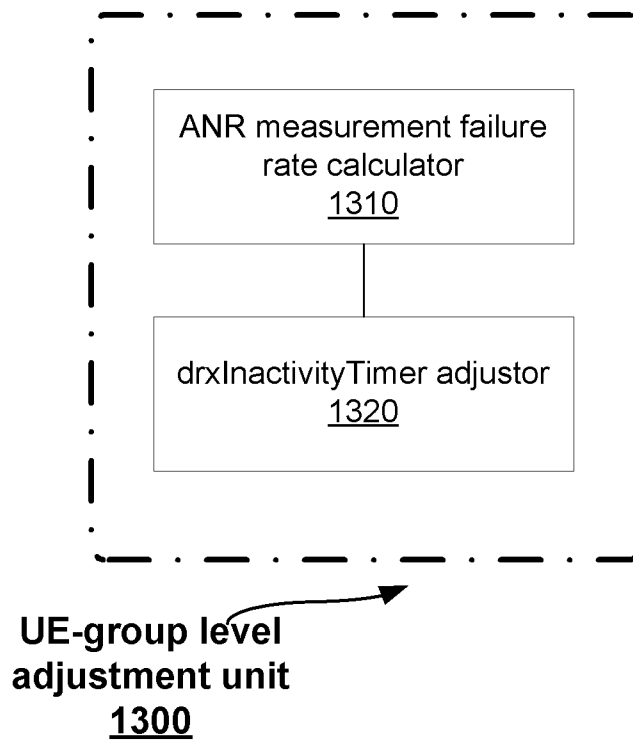 ANR measurement failure
rate calculator
1310
drxInactivityTimer adjustor
1320
UE-group level
adjustment unit
1300